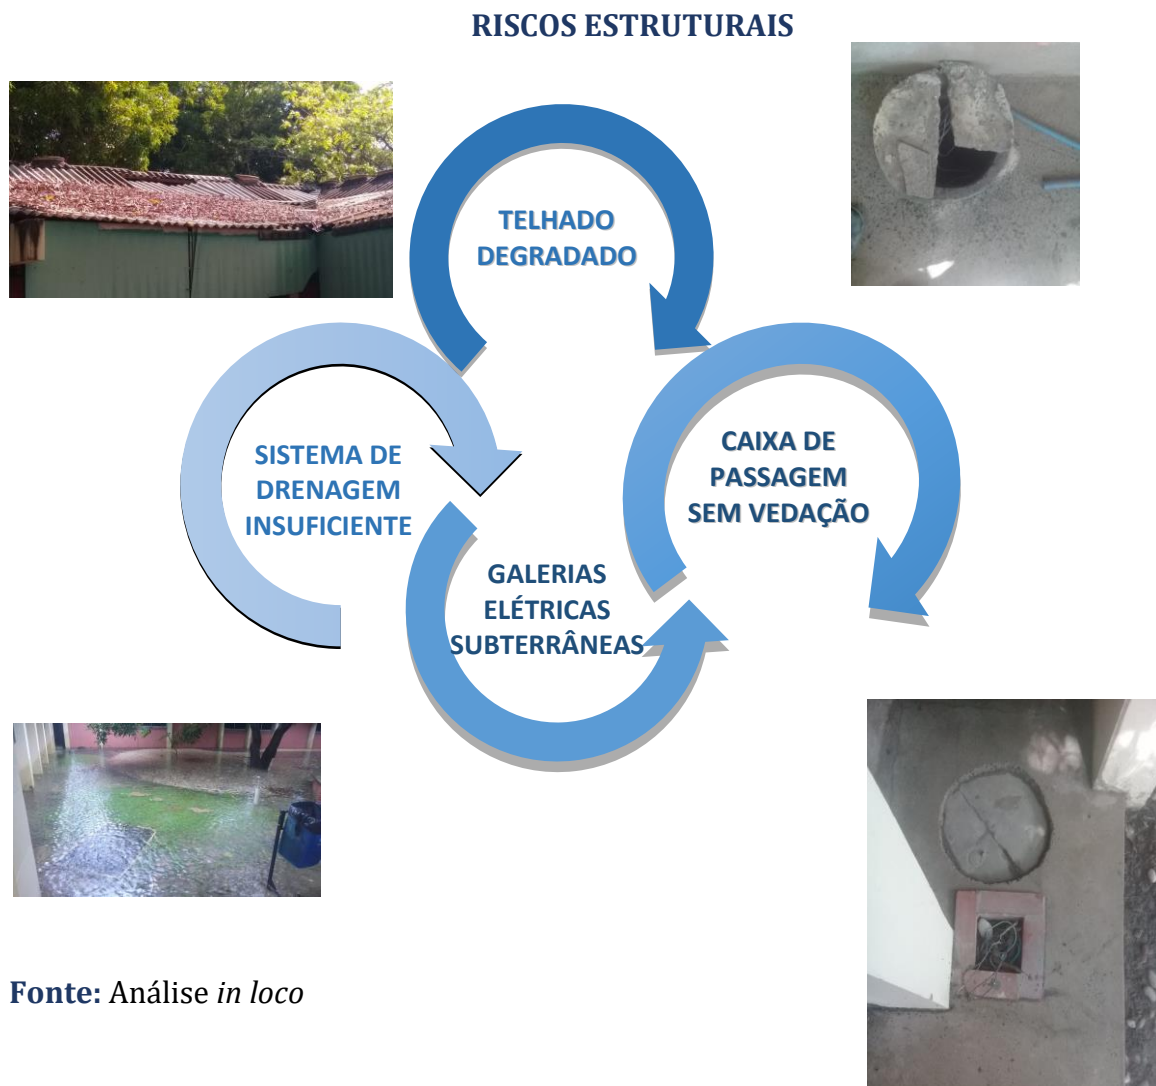 RISCOS ESTRUTURAIS
TELHADO
DEGRADADO
SISTEMA DE
DRENAGEM
INSUFICIENTE
CAIXA DE
PASSAGEM
SEM VEDAÇÃO
GALERIAS
ELÉTRICAS
SUBTERRÂNEAS
Fonte: Análise in loco